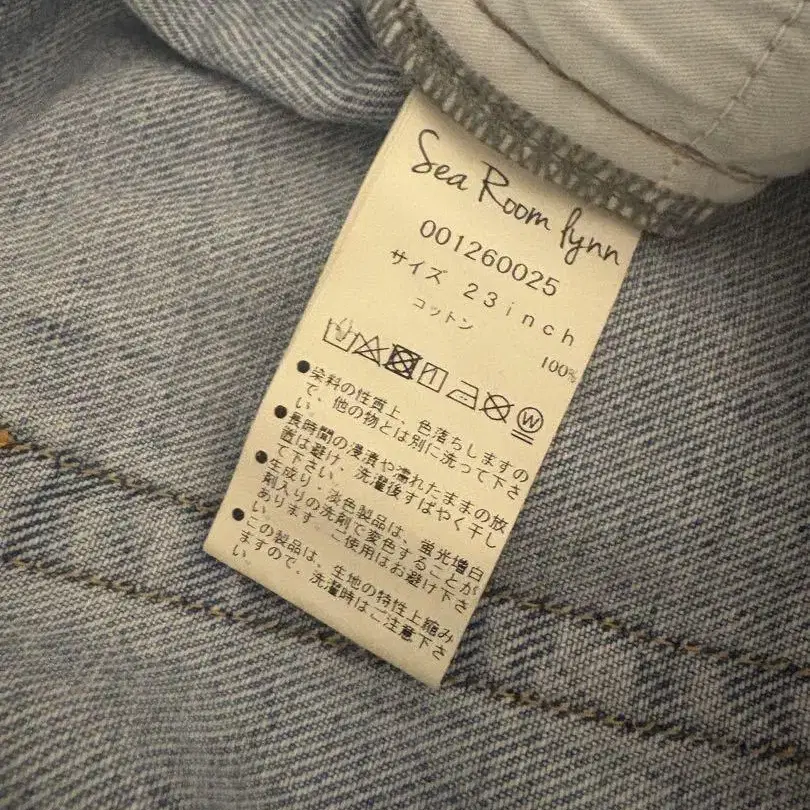 Sea Room lynn
001260025
サイズ 23inch
コットン 100%
W
●染料の性質上、色落ちしますの
で、他の物とは別に洗って下さ
い。
●長時間の浸漬や濡れたままの放
置は避け、洗濯後すばやく干し
て下さい。
●生成り・淡色製品は、蛍光増白
剤入りの洗剤で変色することが
あります。ご使用はお避け下さ
い。
●この製品は、生地の特性上縮み
ますので、洗濯時はご注意下さ
い。